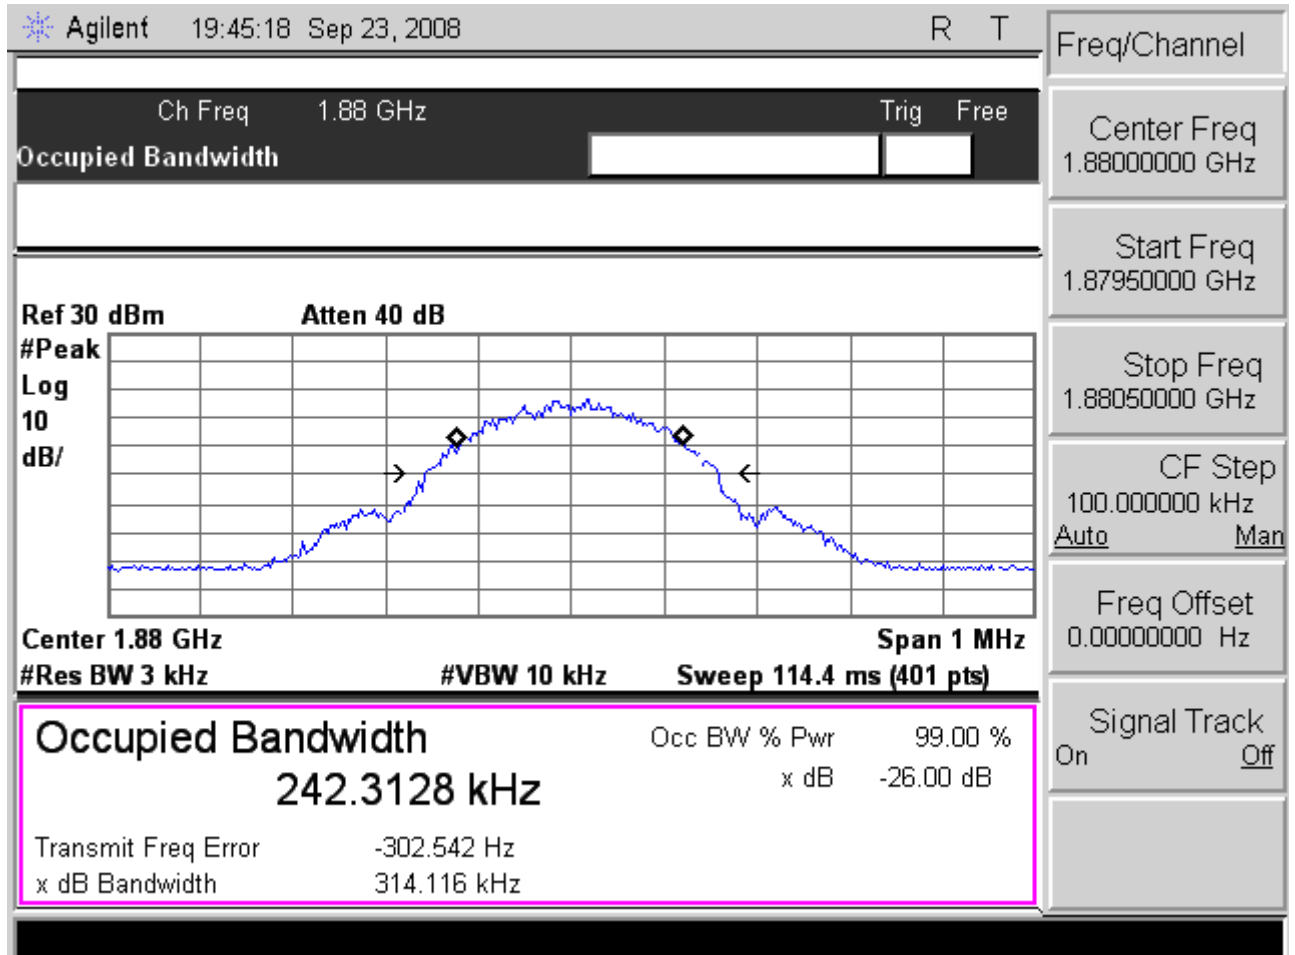 Agilent 19:45:18 Sep 23, 2008 R T
Ch Freq 1.88 GHz Trig Free
Occupied Bandwidth
Ref 30 dBm Atten 40 dB
#Peak
Log
10
dB/
Center 1.88 GHz Span 1 MHz
#Res BW 3 kHz #VBW 10 kHz Sweep 114.4 ms (401 pts)
Occupied Bandwidth
242.3128 kHz
Occ BW % Pwr 99.00 %
x dB -26.00 dB
Transmit Freq Error -302.542 Hz
x dB Bandwidth 314.116 kHz
Freq/Channel
Center Freq
1.88000000 GHz
Start Freq
1.87950000 GHz
Stop Freq
1.88050000 GHz
CF Step
100.000000 kHz
Auto Man
Freq Offset
0.00000000 Hz
Signal Track
On Off